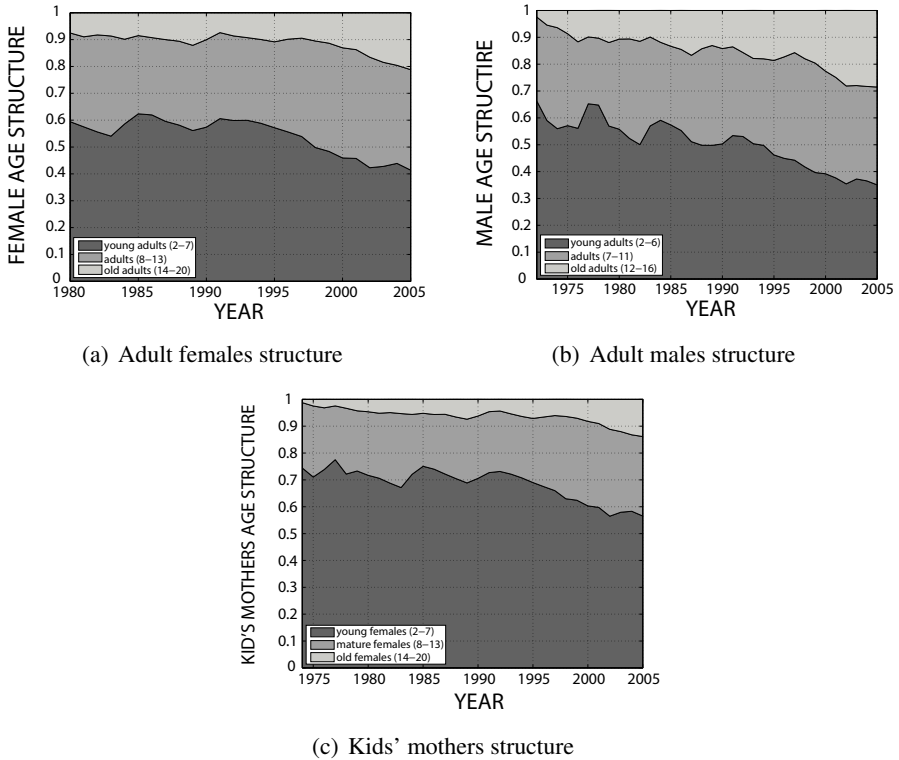 FEMALE AGE STRUCTURE
1
0.9
0.8
0.7
0.6
0.5
0.4
0.3
0.2
0.1
0
young adults (2−7)
adults (8−13)
old adults (14−20)
1980 1985 1990 1995 2000 2005
YEAR
(a) Adult females structure
MALE AGE STRUCTIRE
1
0.9
0.8
0.7
0.6
0.5
0.4
0.3
0.2
0.1
0
young adults (2−6)
adults (7−11)
old adults (12−16)
1975 1980 1985 1990 1995 2000 2005
YEAR
(b) Adult males structure
KID'S MOTHERS AGE STRUCTURE
1
0.9
0.8
0.7
0.6
0.5
0.4
0.3
0.2
0.1
0
young females (2−7)
mature females (8−13)
old females (14−20)
1975 1980 1985 1990 1995 2000 2005
YEAR
(c) Kids' mothers structure